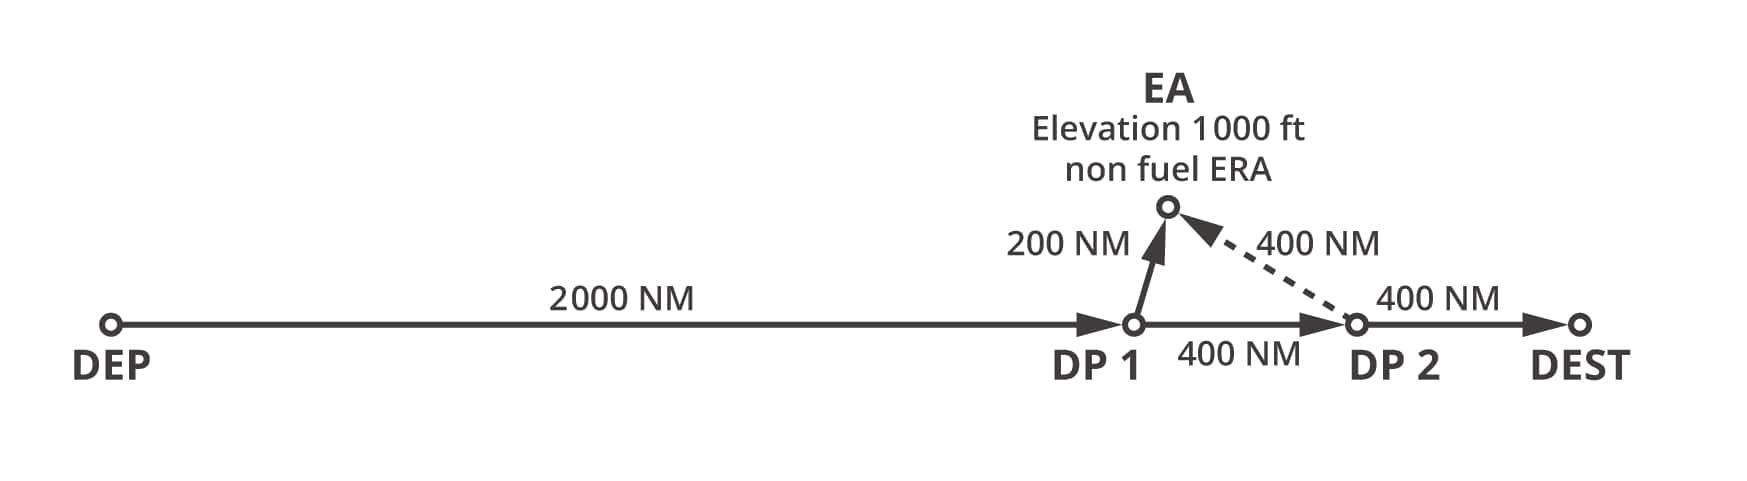 EA
Elevation 1000 ft
non fuel ERA
200 NM
400 NM
2000 NM
400 NM
DEP
DP 1
400 NM
DP 2
DEST